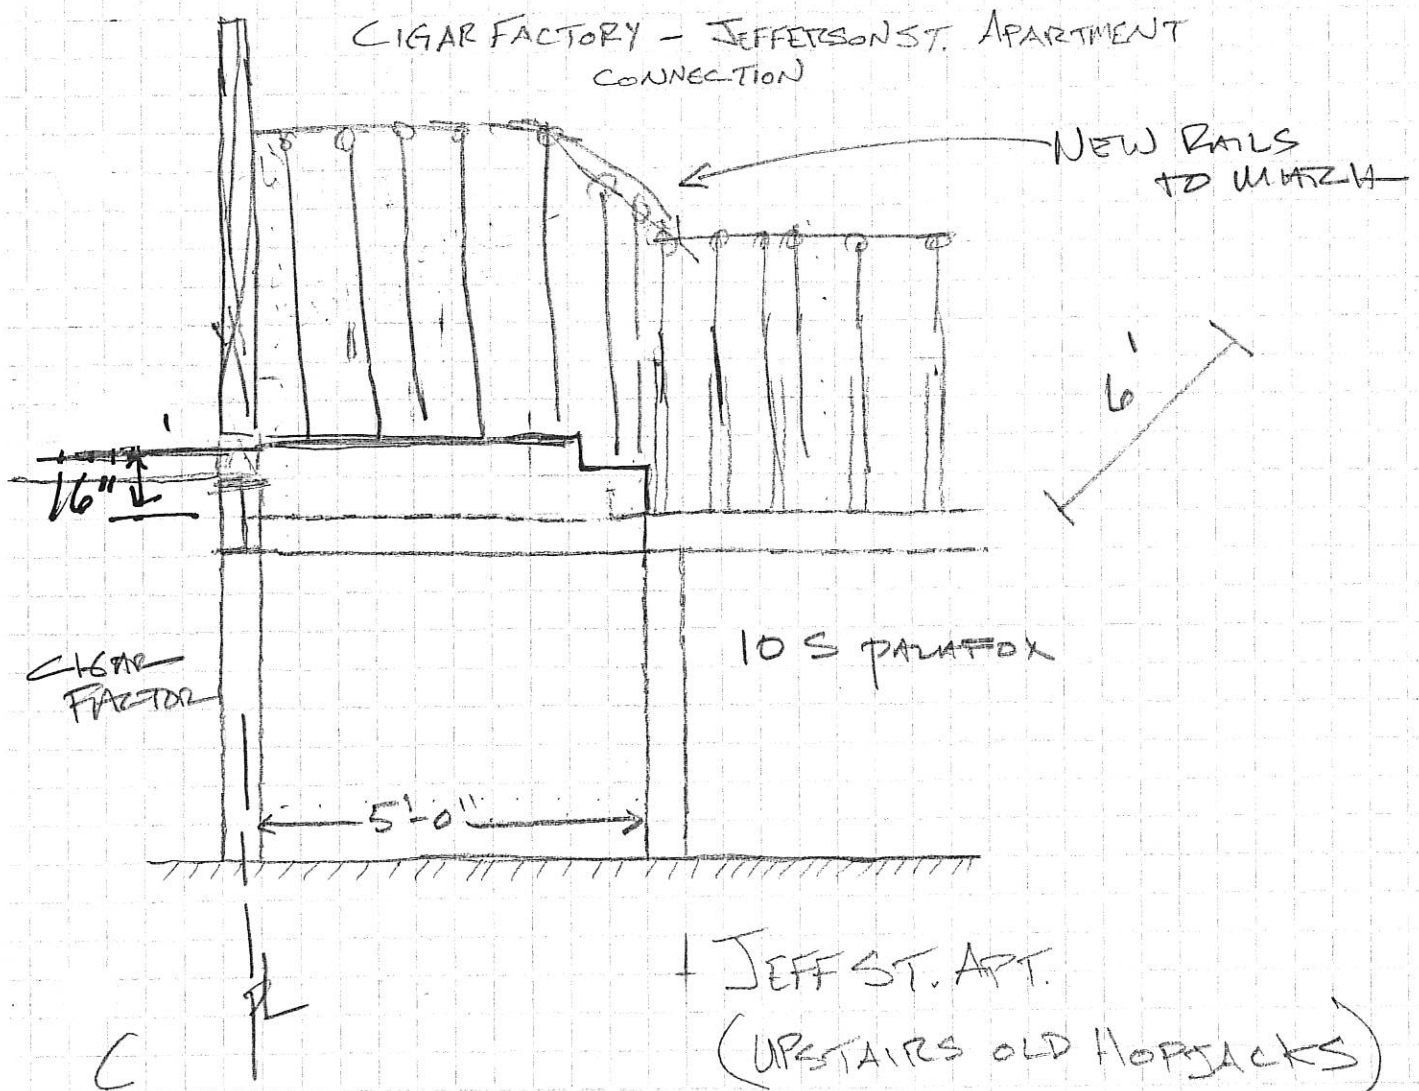 CIGAR FACTORY - JEFFERSON ST. APARTMENT
CONNECTION
NEW RAILS
TO MATCH
6'
16"
CIGAR
FACTOR
10 S PALAFOX
5'-0"
PL
JEFF ST. APT.
(UPSTAIRS OLD HOPJACKS)
C